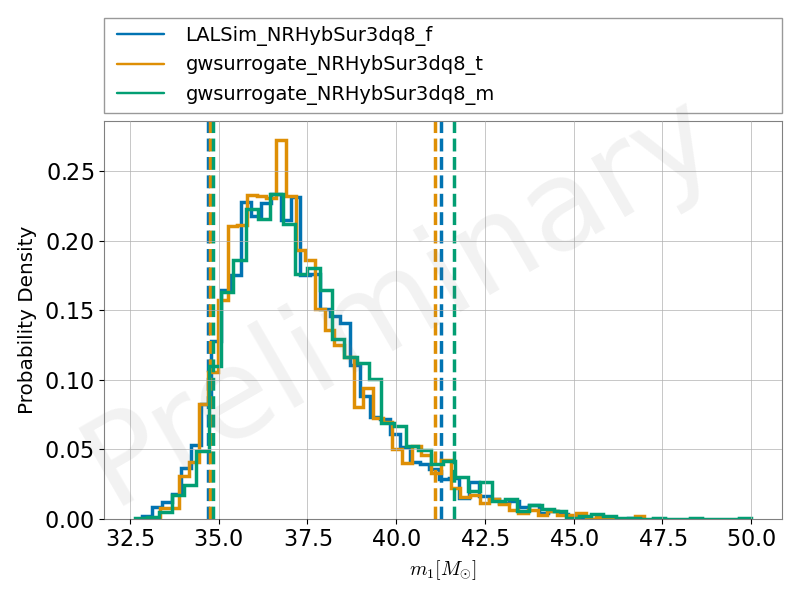 LALSim_NRHybSur3dq8_f
gwsurrogate_NRHybSur3dq8_t
gwsurrogate_NRHybSur3dq8_m
Preliminary
Probability Density
0.25
0.20
0.15
0.10
0.05
0.00
32.5 35.0 37.5 40.0 42.5 45.0 47.5 50.0
m₁[M⊙]